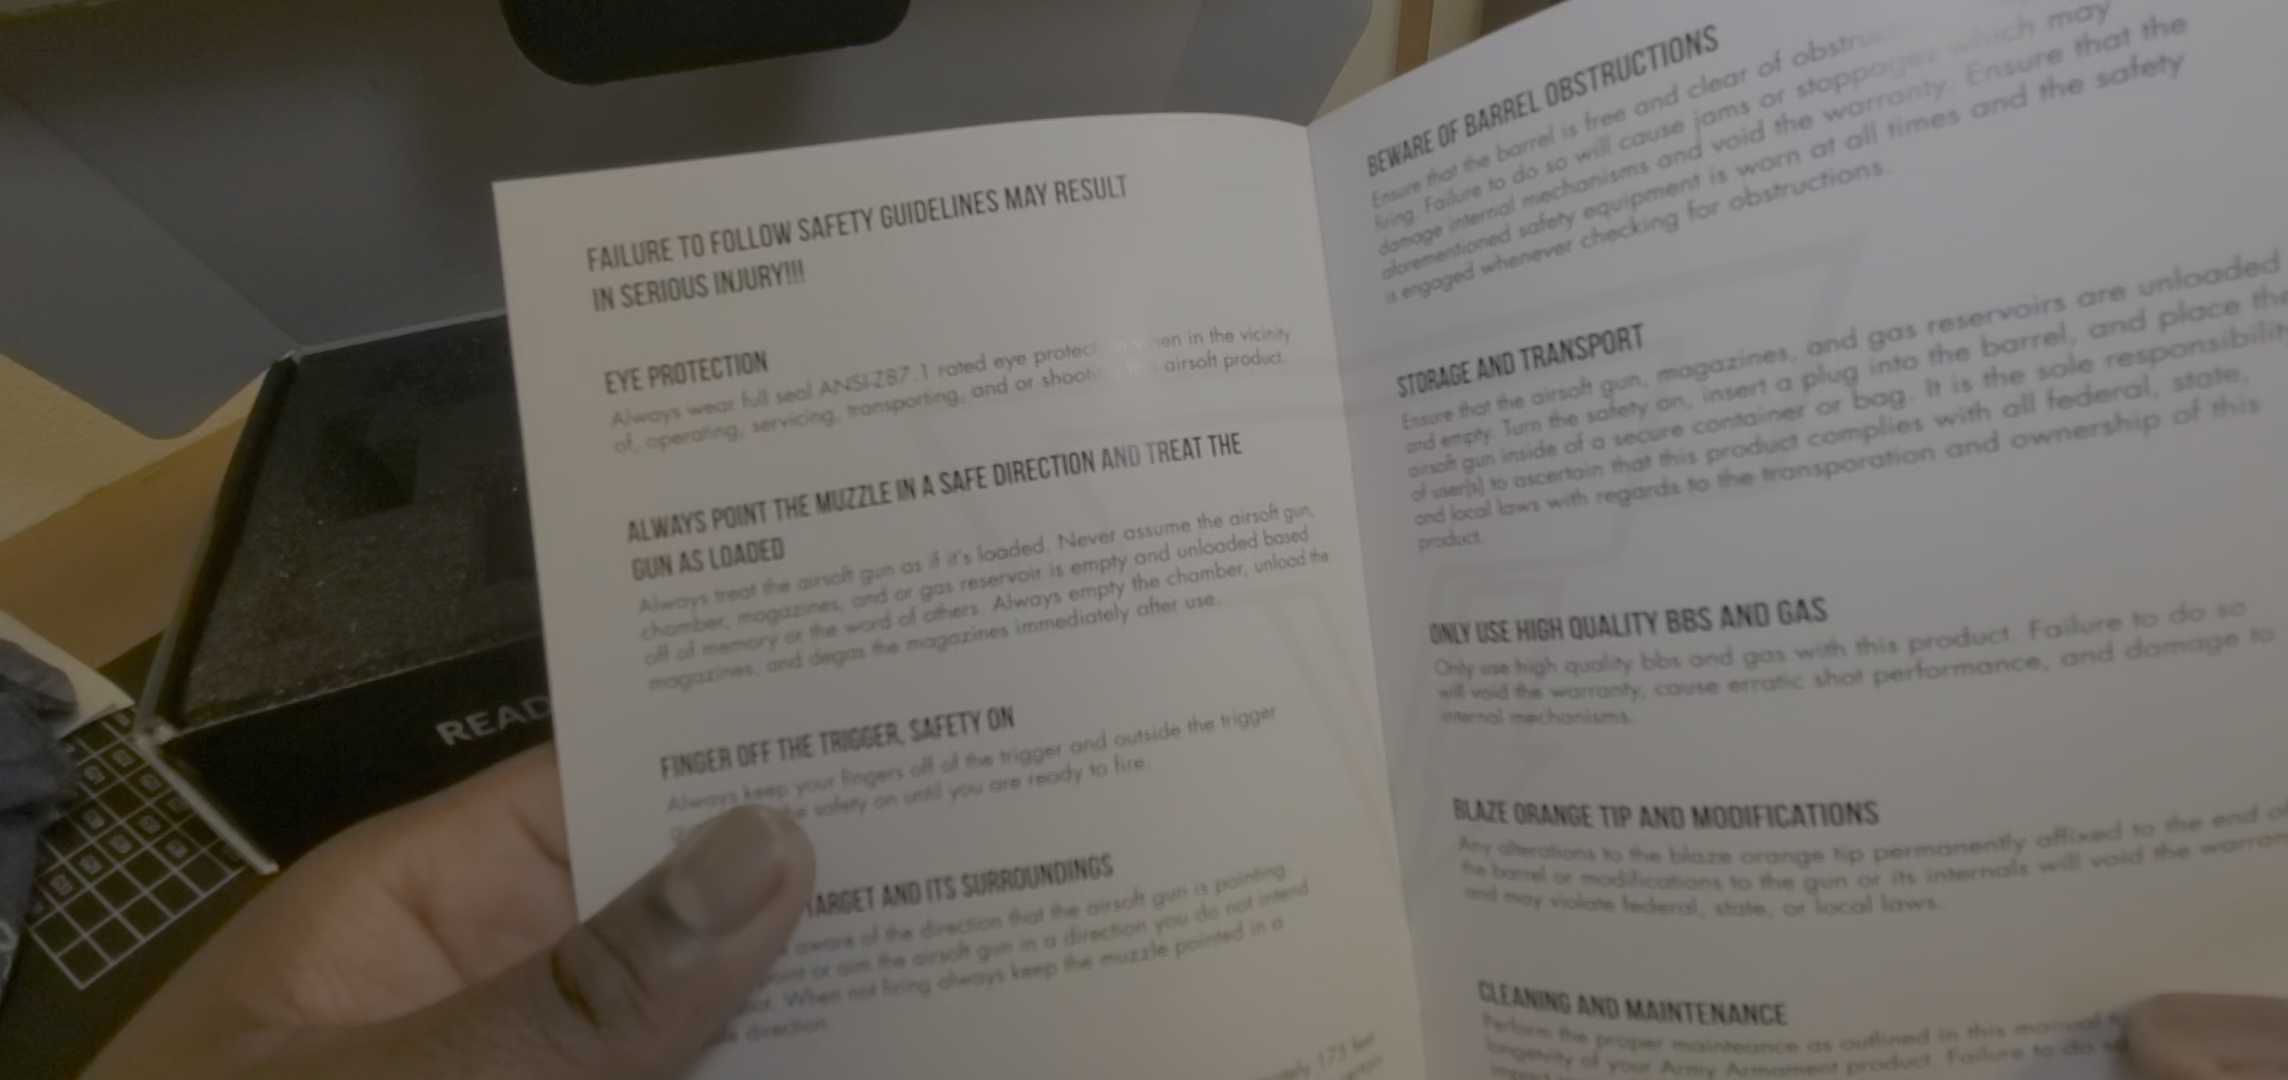 FAILURE TO FOLLOW SAFETY GUIDELINES MAY RESULT
IN SERIOUS INJURY!!!
EYE PROTECTION
Always wear full seal ANSI-Z87.1 rated eye protec in the vicinity
of, operating, servicing, transporting, and or shooti airsoft product.
ALWAYS POINT THE MUZZLE IN A SAFE DIRECTION AND TREAT THE
GUN AS LOADED
Always treat the airsoft gun as if it's loaded. Never assume the airsoft gun,
chamber, magazines, and or gas reservoir is empty and unloaded based
off of memory or the word of others. Always empty the chamber, unload the
magazines, and degas the magazines immediately after use.
FINGER OFF THE TRIGGER, SAFETY ON
Always keep your fingers off of the trigger and outside the trigger
safety on until you are ready to fire.
TARGET AND ITS SURROUNDINGS
aware of the direction that the airsoft gun is pointing.
or aim the airsoft gun in a direction you do not intend
When not firing always keep the muzzle pointed in a
direction.
175 feet
BEWARE OF BARREL OBSTRUCTIONS
Ensure that the barrel is free and clear of
firing. Failure to do so will cause jams or stoppages which may
damage internal mechanisms and void the warranty. Ensure that the
aforementioned safety equipment is worn at all times and the safety
is engaged whenever checking for obstructions.
STORAGE AND TRANSPORT
Ensure that the airsoft gun, magazines, and gas reservoirs are unloaded
and empty. Turn the safety on, insert a plug into the barrel, and place the
airsoft gun inside of a secure container or bag. It is the sole responsibilit
of user(s) to ascertain that this product complies with all federal, state,
and local laws with regards to the transporation and ownership of this
product.
ONLY USE HIGH QUALITY BBS AND GAS
Only use high quality bbs and gas with this product. Failure to do so
will void the warranty, cause erratic shot performance, and damage to
internal mechanisms.
BLAZE ORANGE TIP AND MODIFICATIONS
Any alterations to the blaze orange tip permanently affixed to the end o
the barrel or modifications to the gun or its internals will void the warran
and may violate federal, state, or local laws.
CLEANING AND MAINTENANCE
Perform the proper mainteance as outlined in this manual
longetvity of your Army Armament product. Failure to do
READ